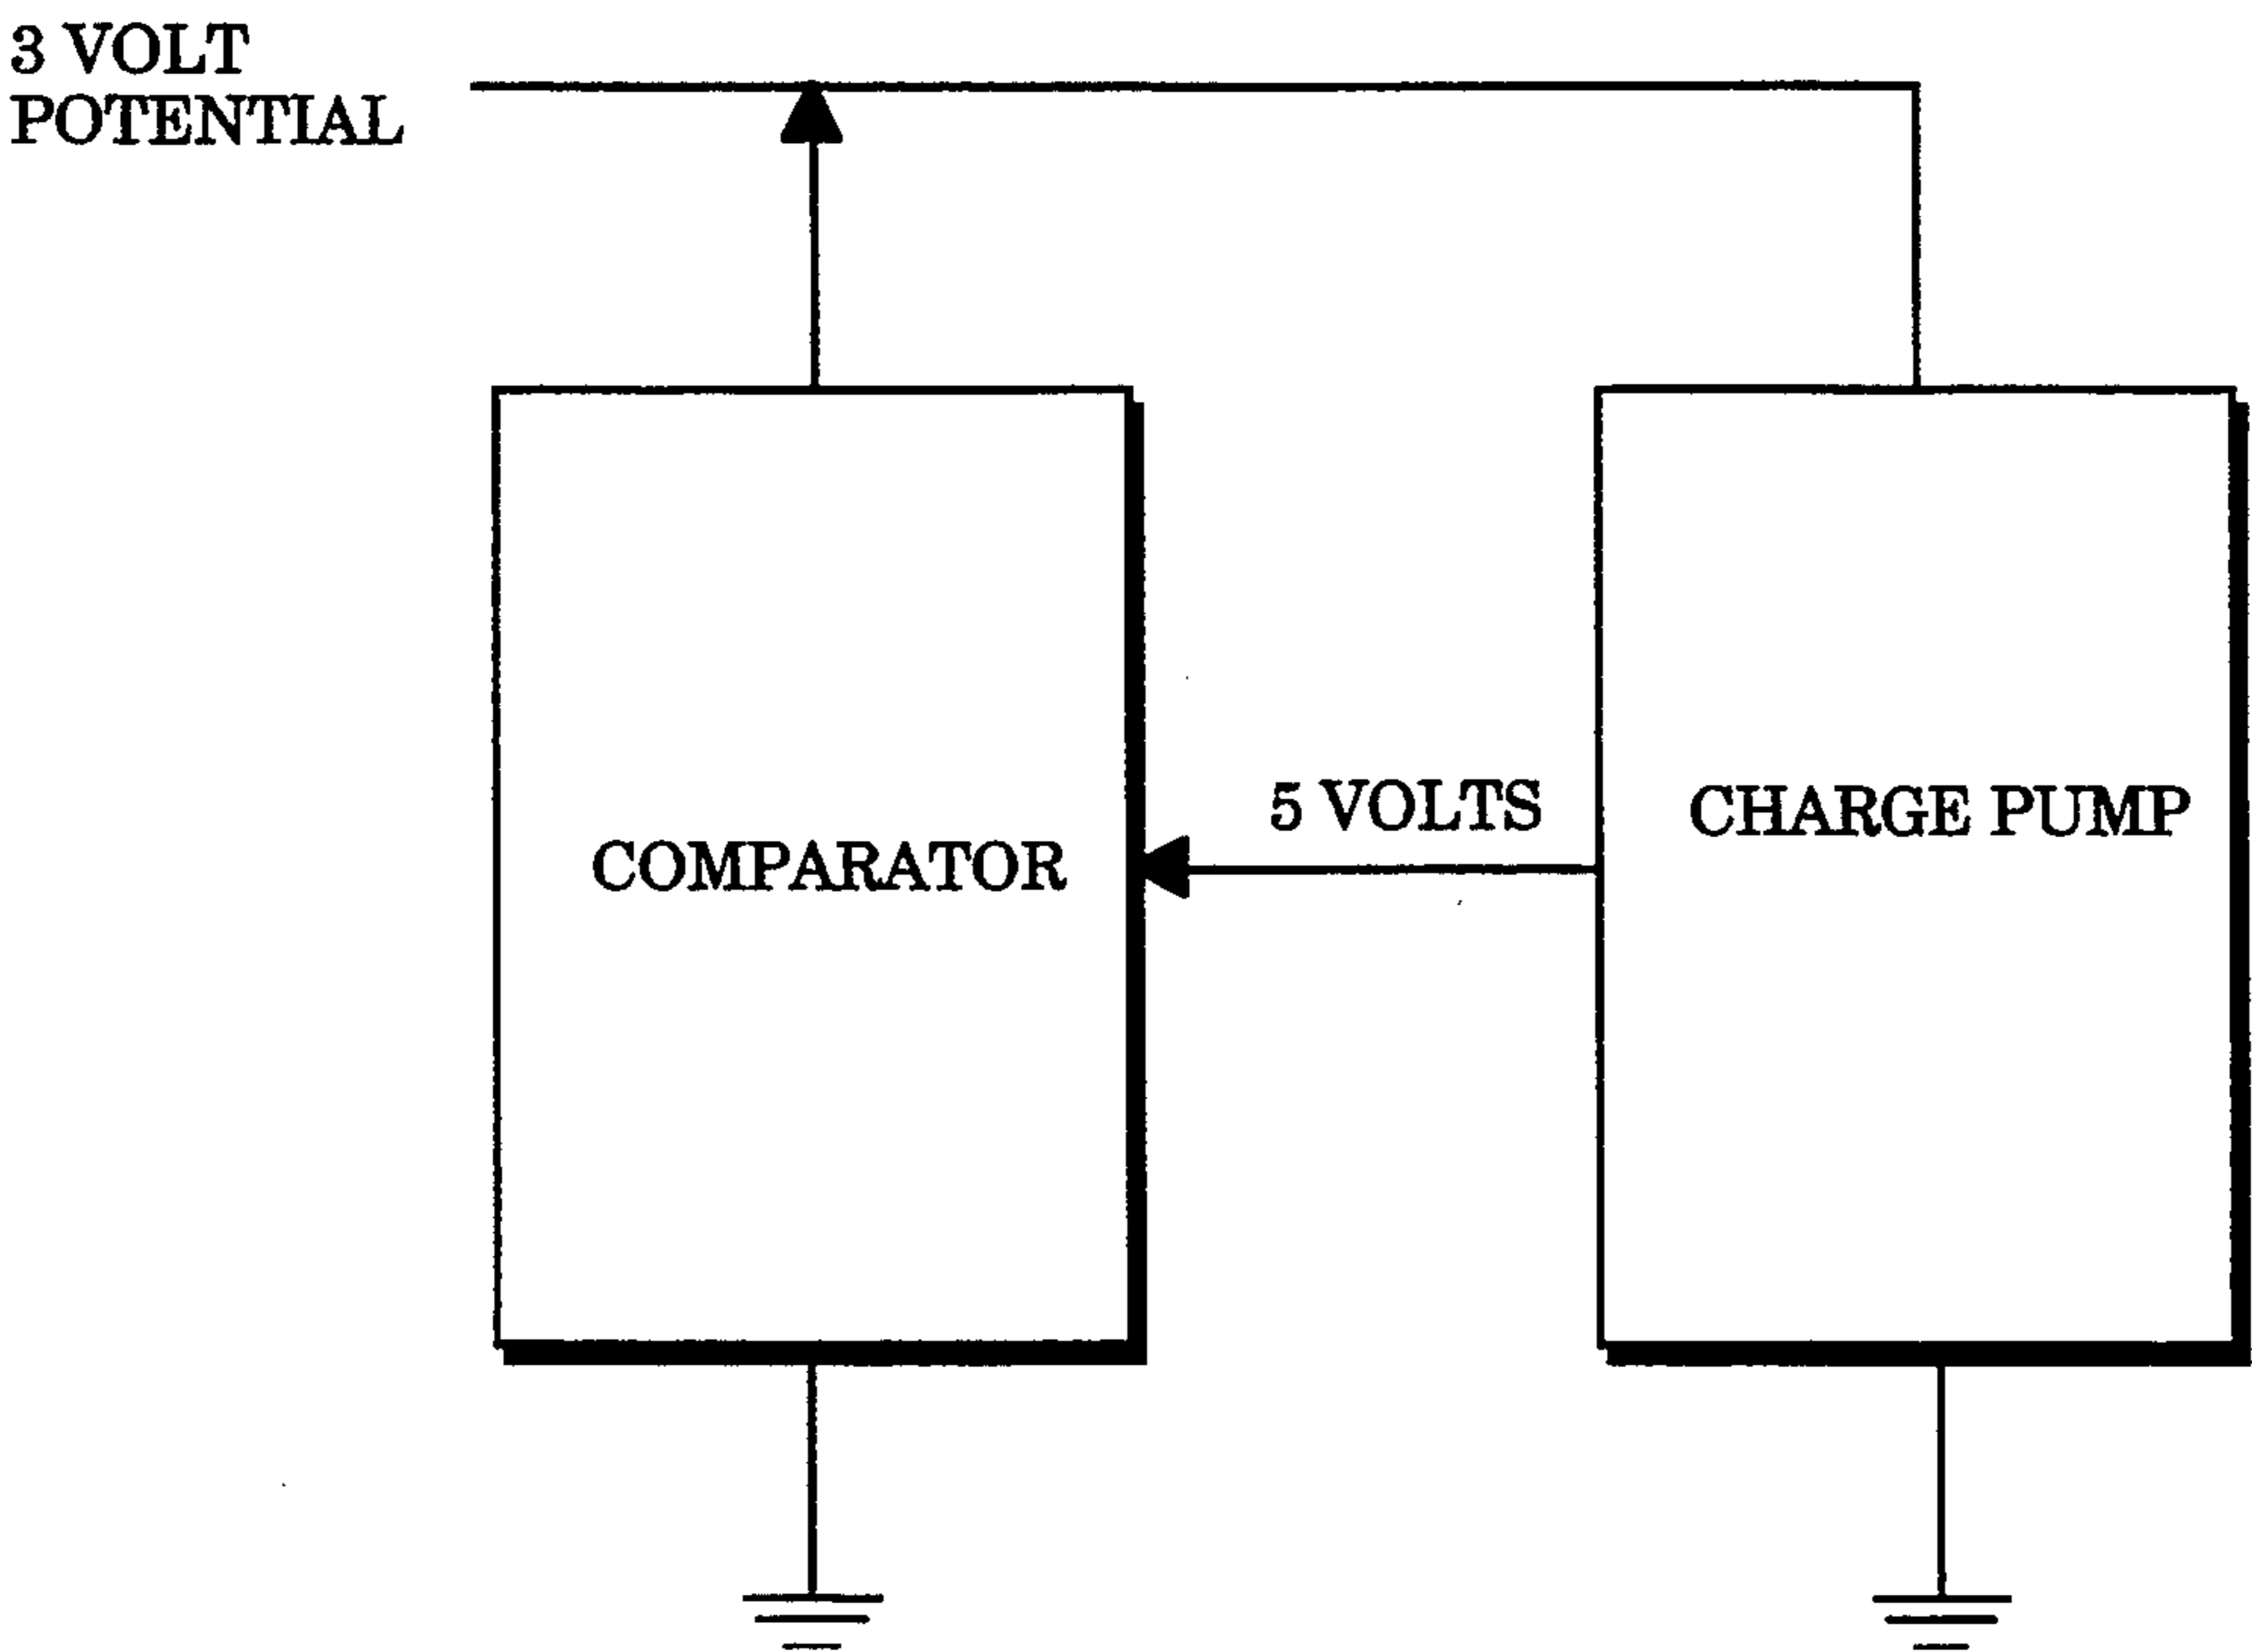 3 VOLT
POTENTIAL
5 VOLTS
CHARGE PUMP
COMPARATOR